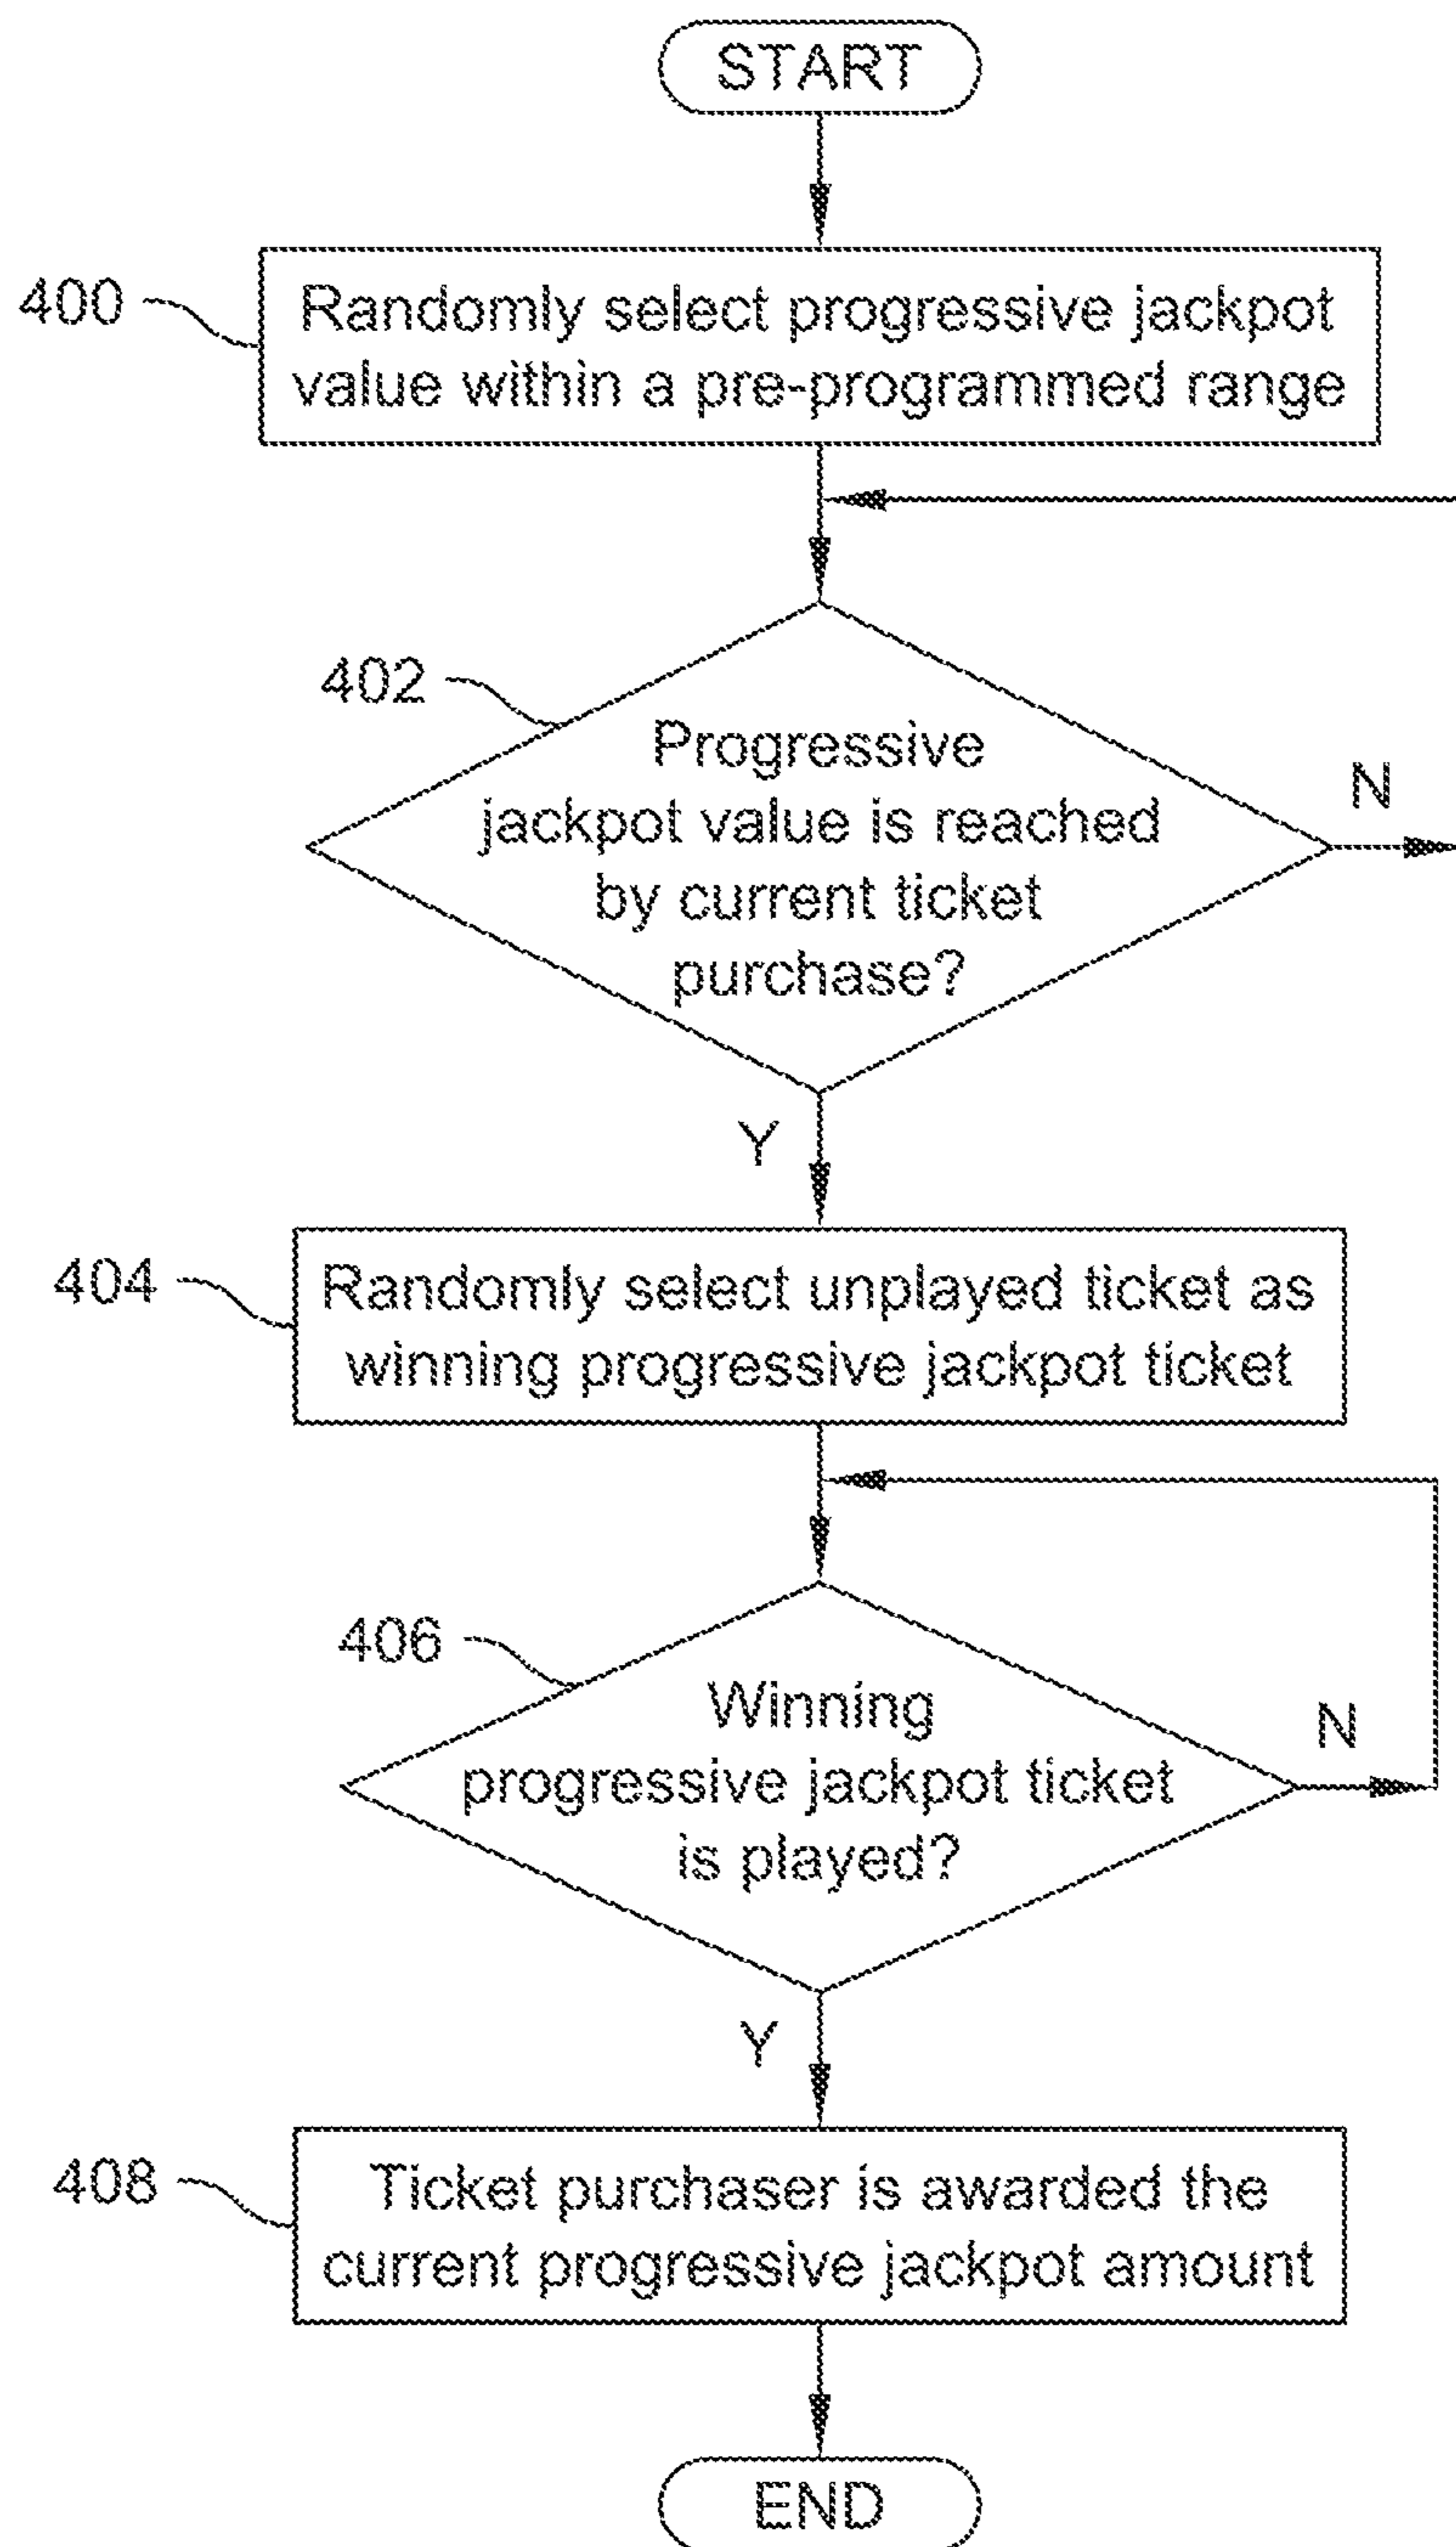 START
400
Randomly select progressive jackpot
value within a pre-programmed range
402
Progressive
jackpot value is reached
by current ticket
purchase?
N
Y
404
Randomly select unplayed ticket as
winning progressive jackpot ticket
406
Winning
progressive jackpot ticket
is played?
N
Y
408
Ticket purchaser is awarded the
current progressive jackpot amount
END